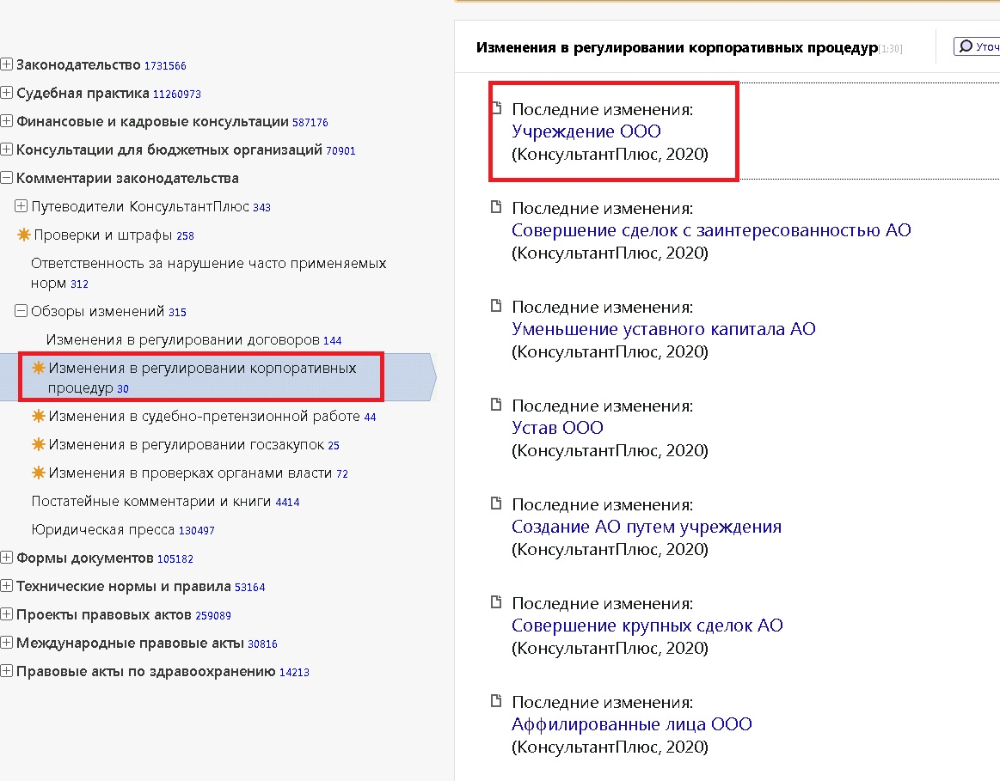 Законодательство 1731566
Судебная практика 11260973
Финансовые и кадровые консультации 587176
Консультации для бюджетных организаций 70901
Комментарии законодательства
Путеводители КонсультантПлюс 343
Проверки и штрафы 258
Ответственность за нарушение часто применяемых
норм 312
Обзоры изменений 315
Изменения в регулировании договоров 144
Изменения в регулировании корпоративных
процедур 30
Изменения в судебно-претензионной работе 44
Изменения в регулировании госзакупок 25
Изменения в проверках органами власти 72
Постатейные комментарии и книги 4414
Юридическая пресса 130497
Формы документов 105182
Технические нормы и правила 53164
Проекты правовых актов 259089
Международные правовые акты 30816
Правовые акты по здравоохранению 14213
Изменения в регулировании корпоративных процедур[1:30]
Уточ
Последние изменения:
Учреждение ООО
(КонсультантПлюс, 2020)
Последние изменения:
Совершение сделок с заинтересованностью АО
(КонсультантПлюс, 2020)
Последние изменения:
Уменьшение уставного капитала АО
(КонсультантПлюс, 2020)
Последние изменения:
Устав ООО
(КонсультантПлюс, 2020)
Последние изменения:
Создание АО путем учреждения
(КонсультантПлюс, 2020)
Последние изменения:
Совершение крупных сделок АО
(КонсультантПлюс, 2020)
Последние изменения:
Аффилированные лица ООО
(КонсультантПлюс, 2020)